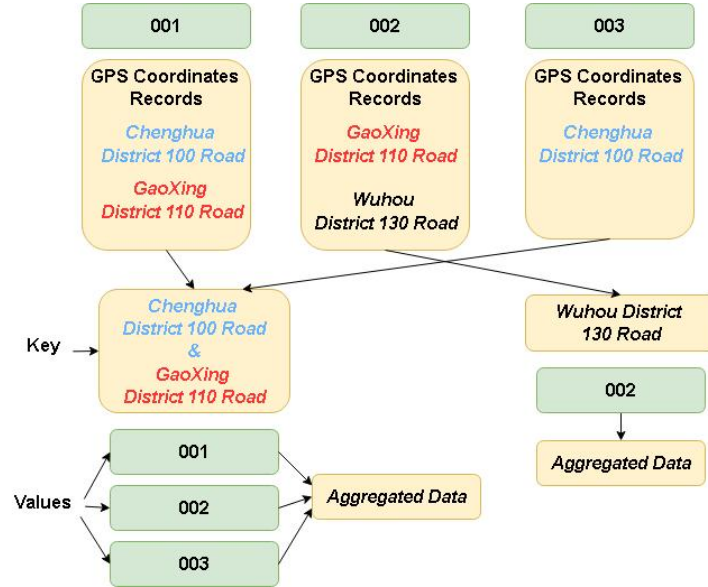 001
002
003
GPS Coordinates
Records
Chenghua
District 100 Road
GaoXing
District 110 Road
GPS Coordinates
Records
GaoXing
District 110 Road
Wuhou
District 130 Road
GPS Coordinates
Records
Chenghua
District 100 Road
Key
Chenghua
District 100 Road
&
GaoXing
District 110 Road
Wuhou District
130 Road
002
Aggregated Data
Values
001
002
003
Aggregated Data